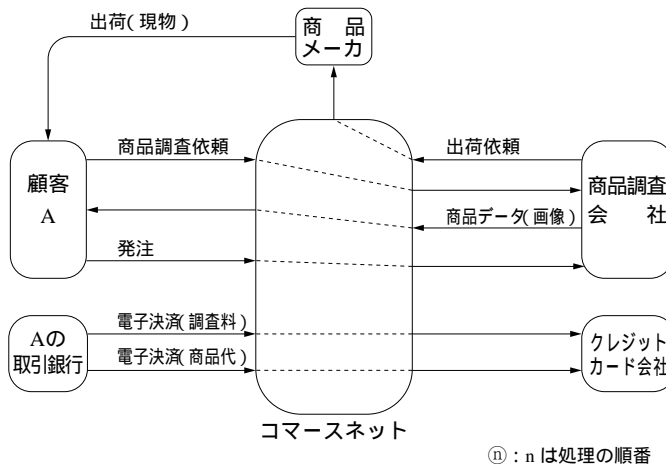 出荷(現物)
商　品
メーカ
商品調査依頼
出荷依頼
顧客
A
商品調査
会　社
商品データ(画像)
発注
電子決済(調査料)
Aの
取引銀行
電子決済(商品代)
クレジット
カード会社
コマースネット
ⓝ：n は処理の順番